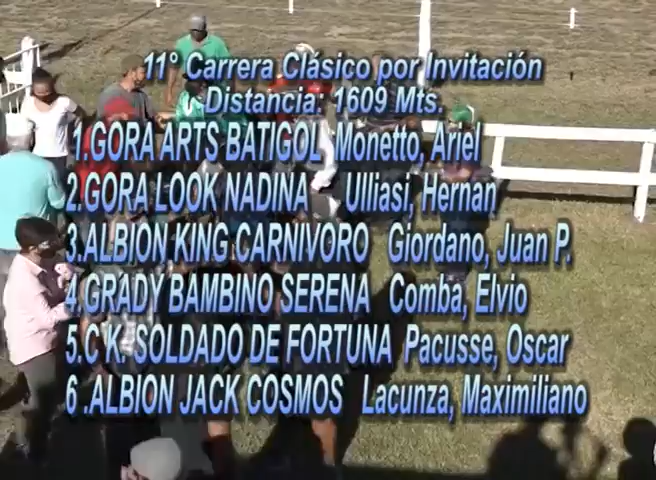 11° Carrera Clásico por Invitación
Distancia: 1609 Mts.
1.GORA ARTS BATIGOL Monetto, Ariel
2.GORA LOOK NADINA Ulliasi, Hernan
3.ALBION KING CARNIVORO Giordano, Juan P.
4.GRADY BAMBINO SERENA Comba, Elvio
5.C K. SOLDADO DE FORTUNA Pacusse, Oscar
6 .ALBION JACK COSMOS Lacunza, Maximiliano